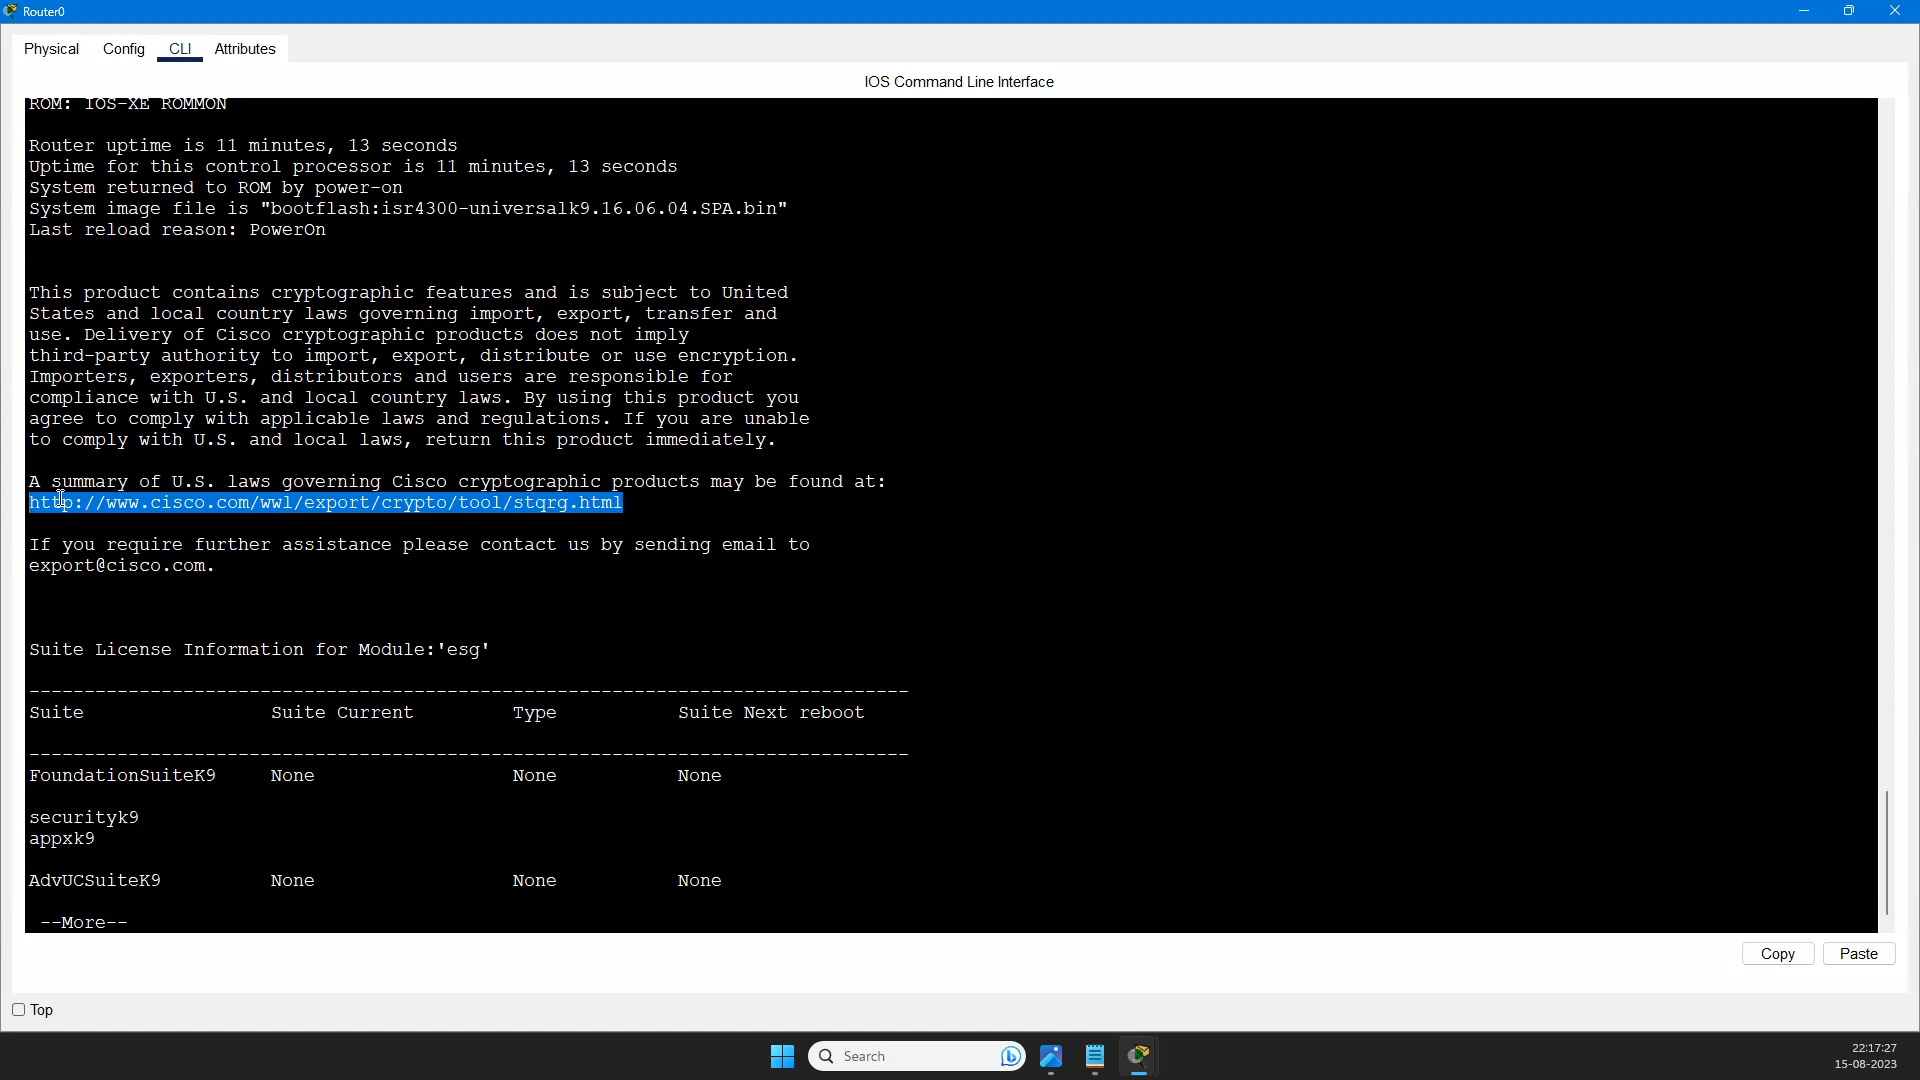 Router0
Physical Config CLI Attributes
IOS Command Line Interface
ROM: IOS-XE ROMMON
Router uptime is 11 minutes, 13 seconds
Uptime for this control processor is 11 minutes, 13 seconds
System returned to ROM by power-on
System image file is "bootflash:isr4300-universalk9.16.06.04.SPA.bin"
Last reload reason: PowerOn
This product contains cryptographic features and is subject to United
States and local country laws governing import, export, transfer and
use. Delivery of Cisco cryptographic products does not imply
third-party authority to import, export, distribute or use encryption.
Importers, exporters, distributors and users are responsible for
compliance with U.S. and local country laws. By using this product you
agree to comply with applicable laws and regulations. If you are unable
to comply with U.S. and local laws, return this product immediately.
A summary of U.S. laws governing Cisco cryptographic products may be found at:
http://www.cisco.com/wwl/export/crypto/tool/stqrg.html
If you require further assistance please contact us by sending email to
export@cisco.com.
Suite License Information for Module:'esg'
--------------------------------------------------------------------------------
Suite Suite Current Type Suite Next reboot
--------------------------------------------------------------------------------
FoundationSuiteK9 None None None
securityk9
appxk9
AdvUCSuiteK9 None None None
--More--
Copy Paste
Top
Search
22:17:27
15-08-2023